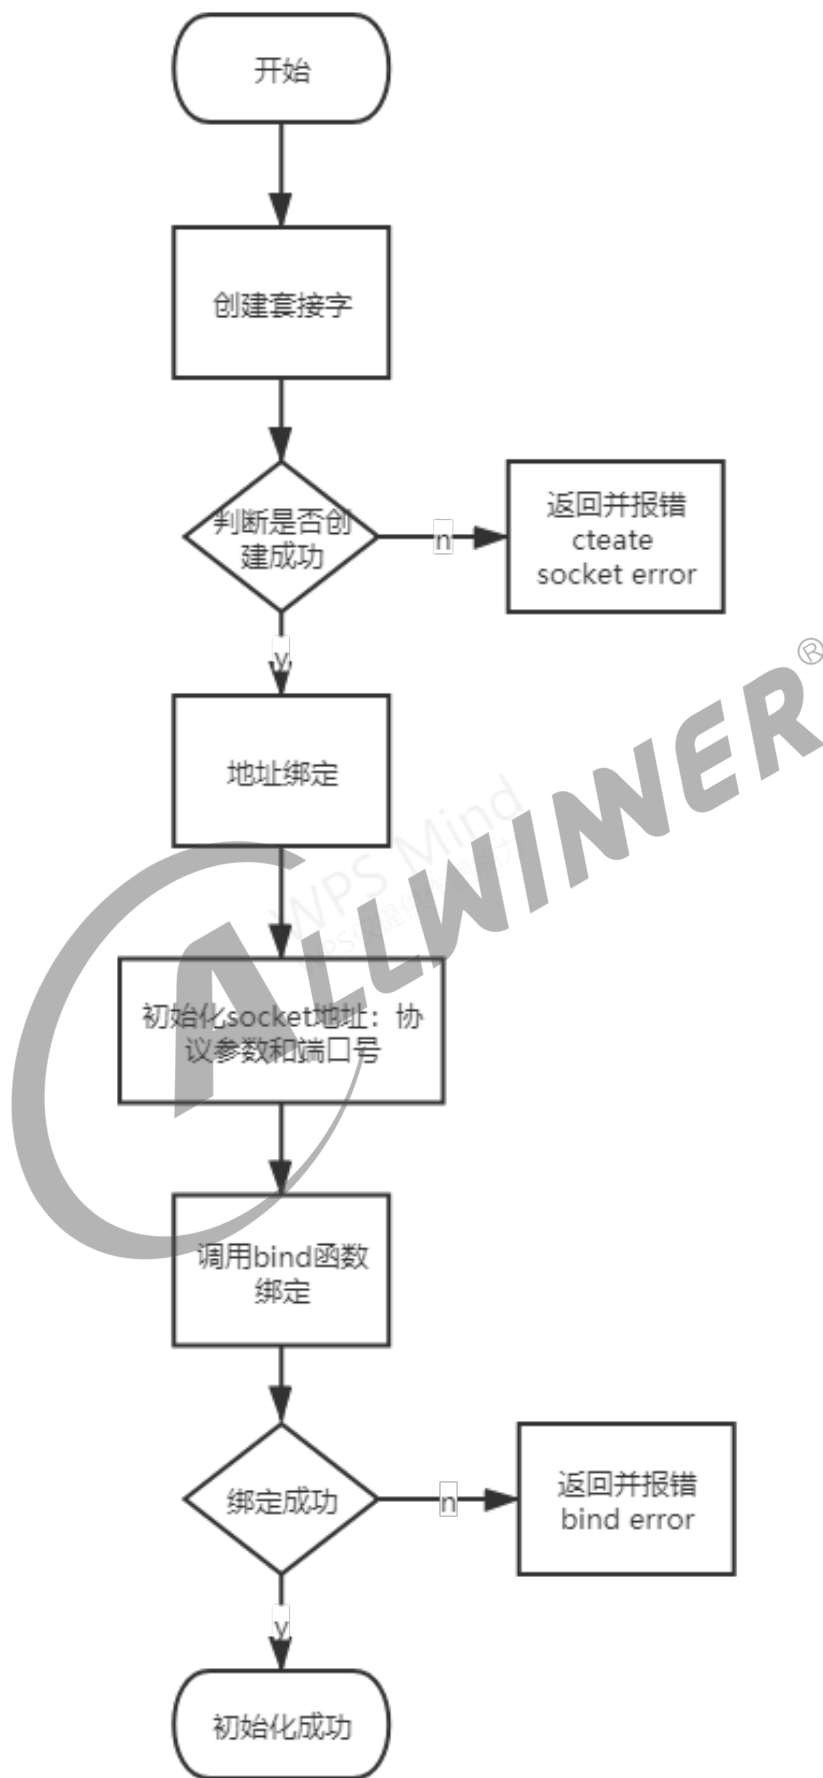 开始
创建套接字
判断是否创
建成功
n
返回并报错
cteate
socket error
y
地址绑定
WPS Mind
ALLWINNER®
初始化socket地址：协
议参数和端口号
调用bind函数
绑定
绑定成功
n
返回并报错
bind error
y
初始化成功